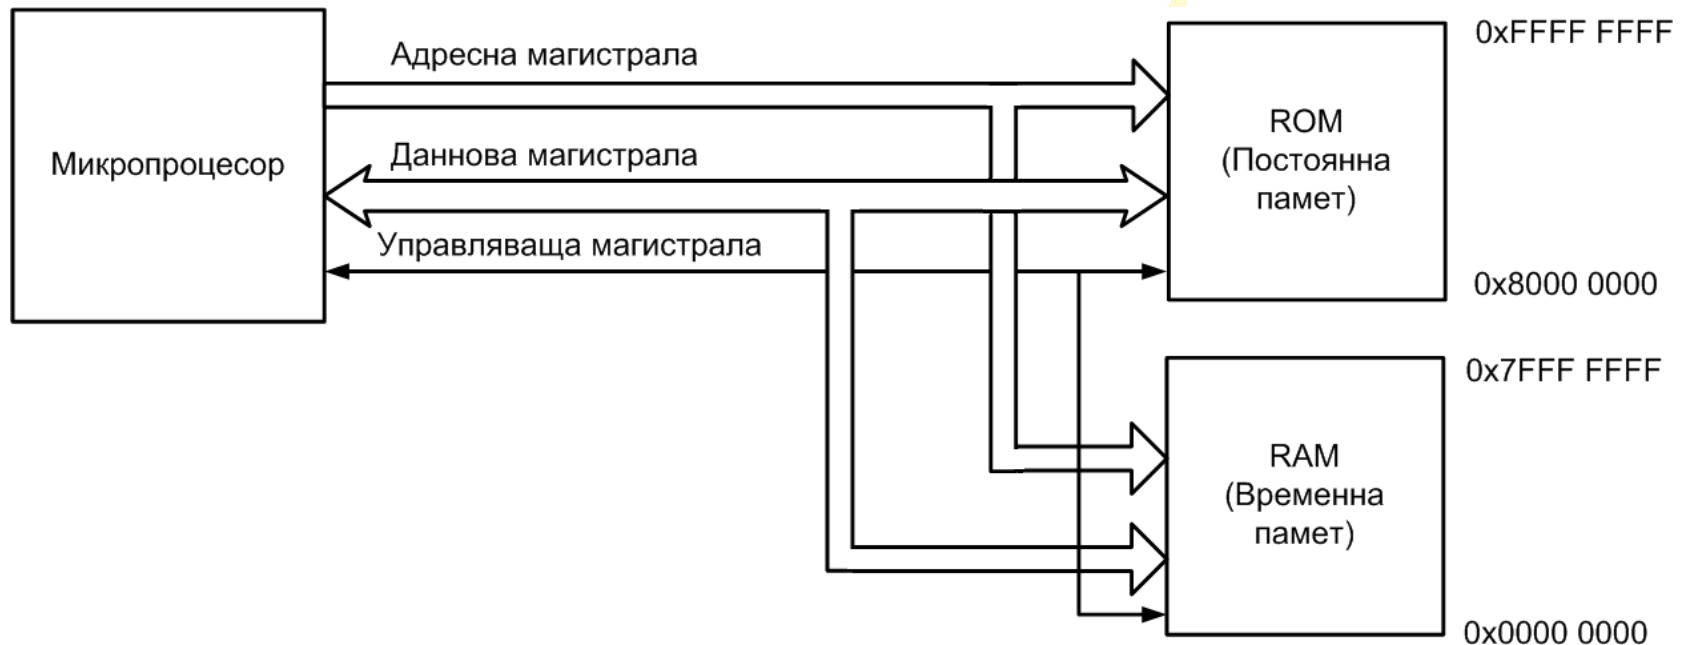 Микропроцесор
Адресна магистрала
Даннова магистрала
Управляваща магистрала
ROM
(Постоянна
памет)
0xFFFF FFFF
0x8000 0000
RAM
(Временна
памет)
0x7FFF FFFF
0x0000 0000